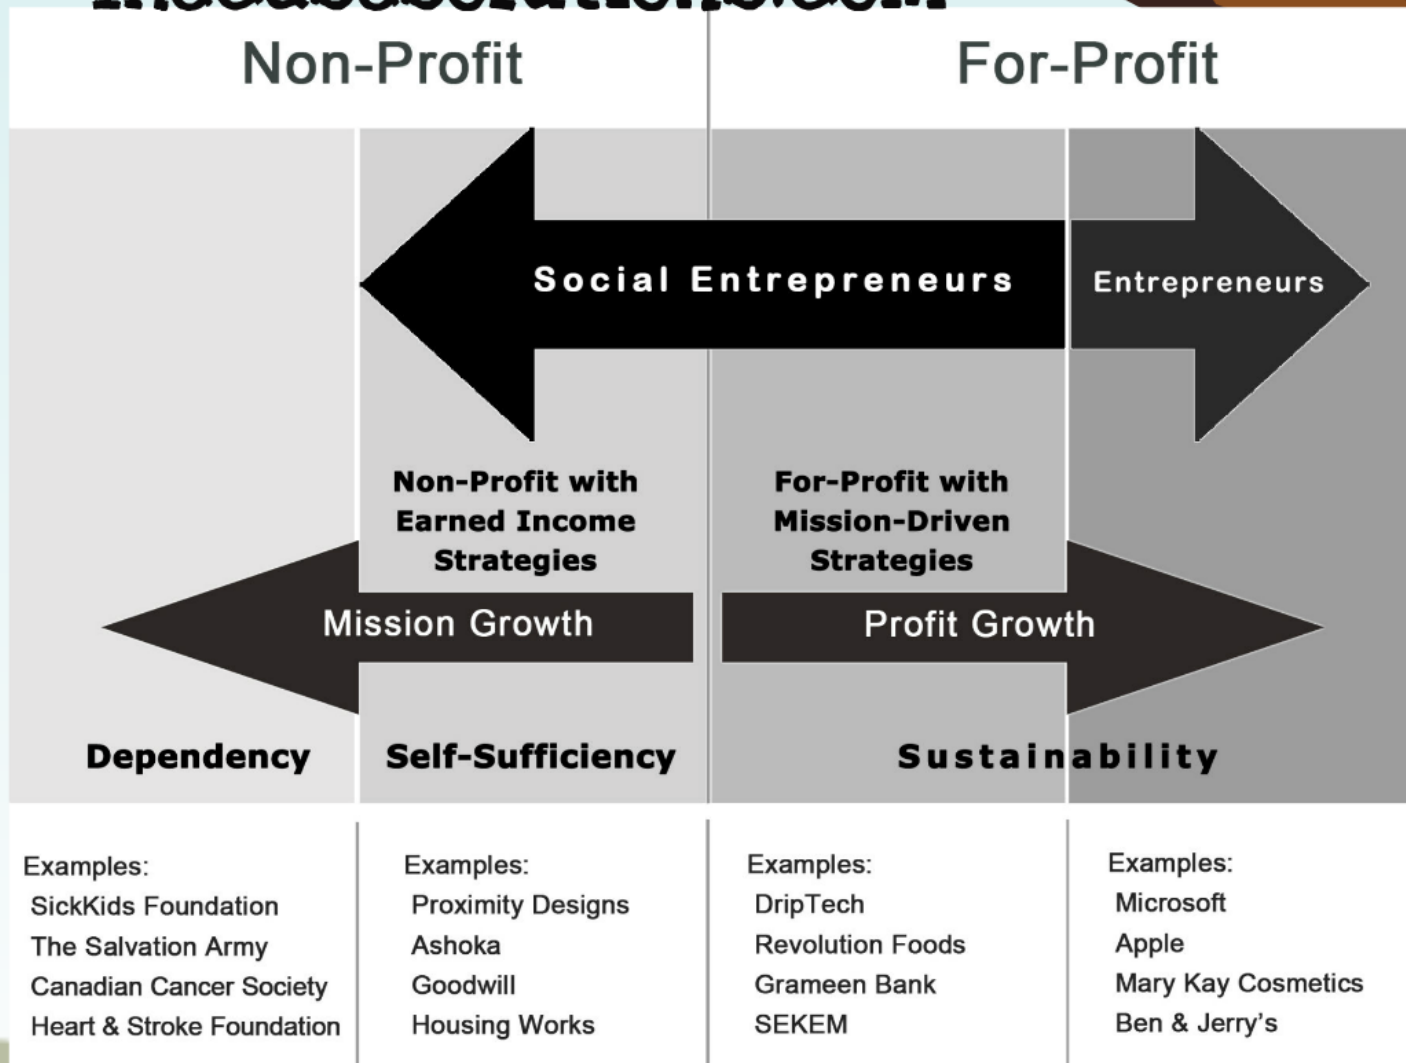 Non-Profit
For-Profit
Social Entrepreneurs
Entrepreneurs
Non-Profit with
Earned Income
Strategies
For-Profit with
Mission-Driven
Strategies
Mission Growth
Profit Growth
Dependency
Self-Sufficiency
Sustainability
Examples:
SickKids Foundation
The Salvation Army
Canadian Cancer Society
Heart & Stroke Foundation
Examples:
Proximity Designs
Ashoka
Goodwill
Housing Works
Examples:
DripTech
Revolution Foods
Grameen Bank
SEKEM
Examples:
Microsoft
Apple
Mary Kay Cosmetics
Ben & Jerry's